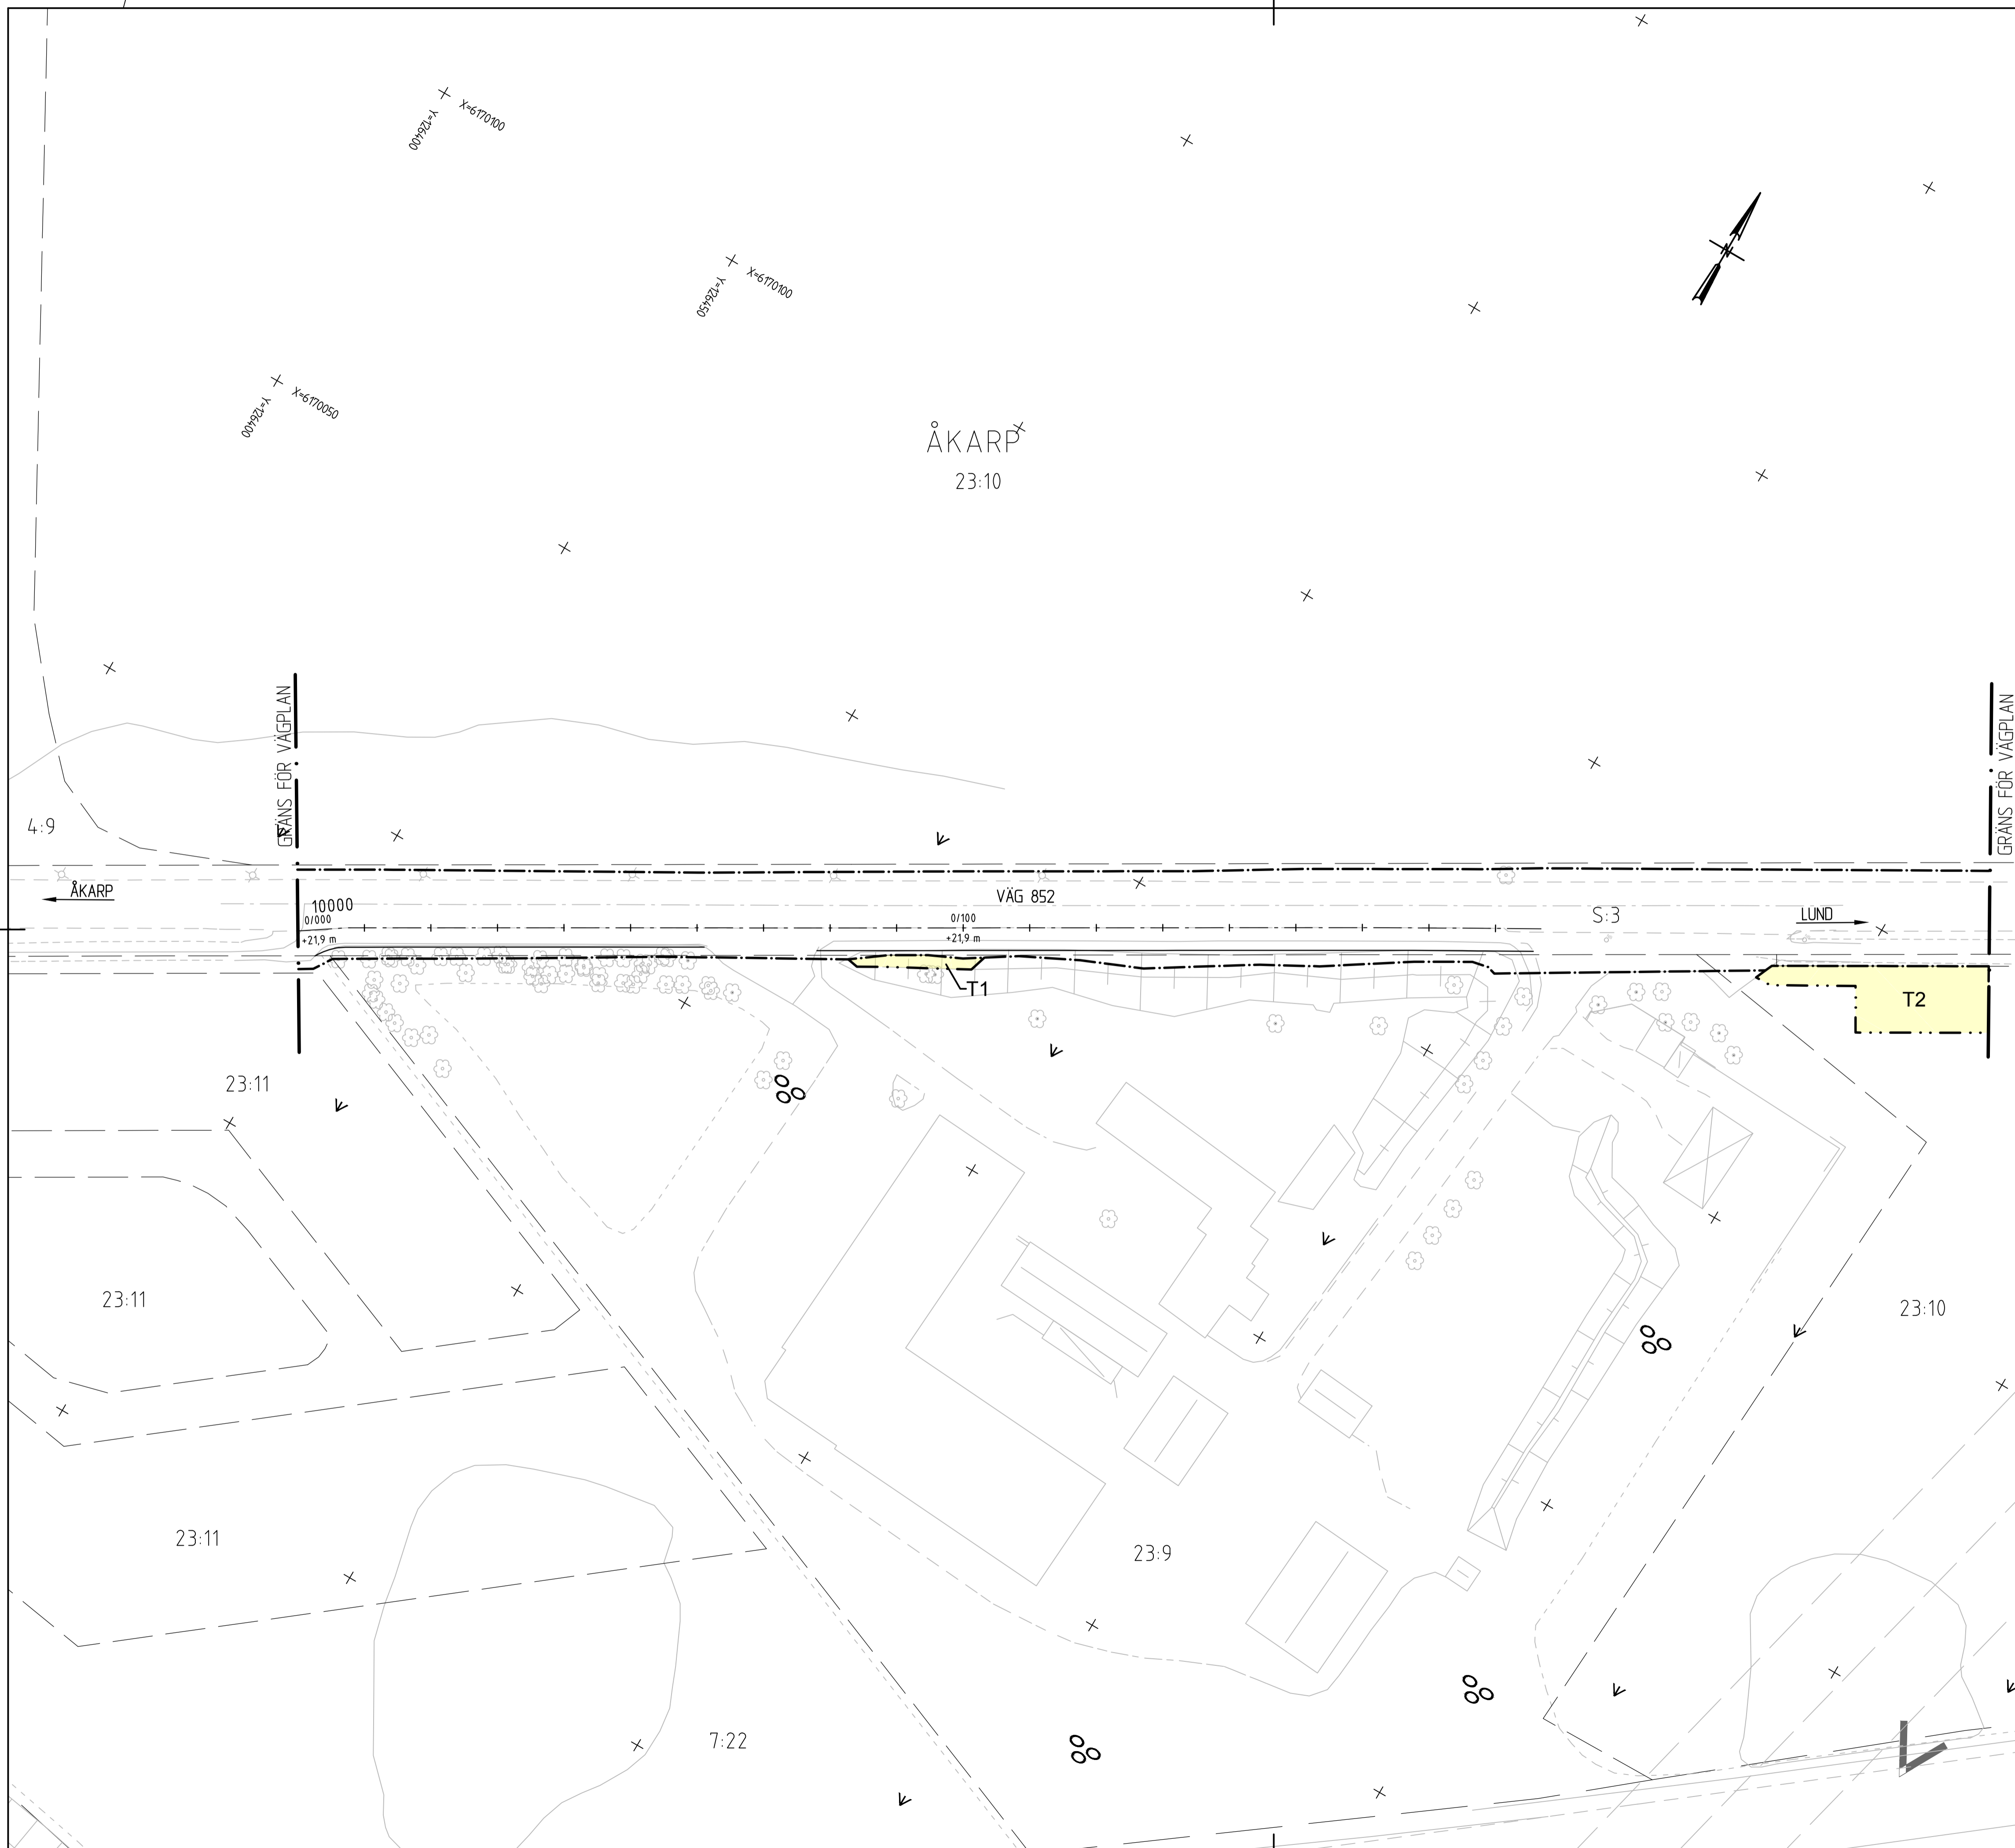 X=6170100
Y=126400
X=6170100
Y=126450
X=6170050
Y=126400
N
ÅKARP
23:10
GRÄNS FÖR VÄGPLAN
GRÄNS FÖR VÄGPLAN
4:9
ÅKARP
10000
0/000
+21,9 m
VÄG 852
0/100
+21,9 m
S:3
LUND
T1
T2
23:11
23:11
23:10
23:11
23:9
7:22